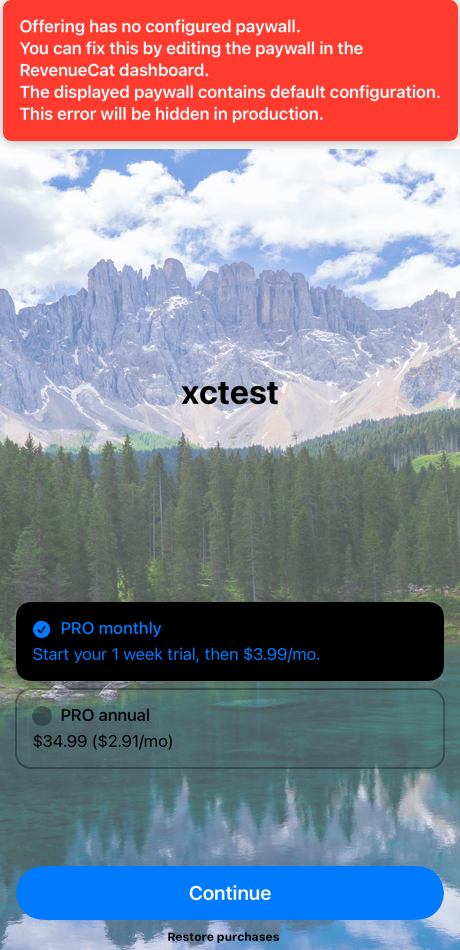 Offering has no configured paywall.
You can fix this by editing the paywall in the
RevenueCat dashboard.
The displayed paywall contains default configuration.
This error will be hidden in production.
xctest
PRO monthly
Start your 1 week trial, then $3.99/mo.
PRO annual
$34.99 ($2.91/mo)
Continue
Restore purchases